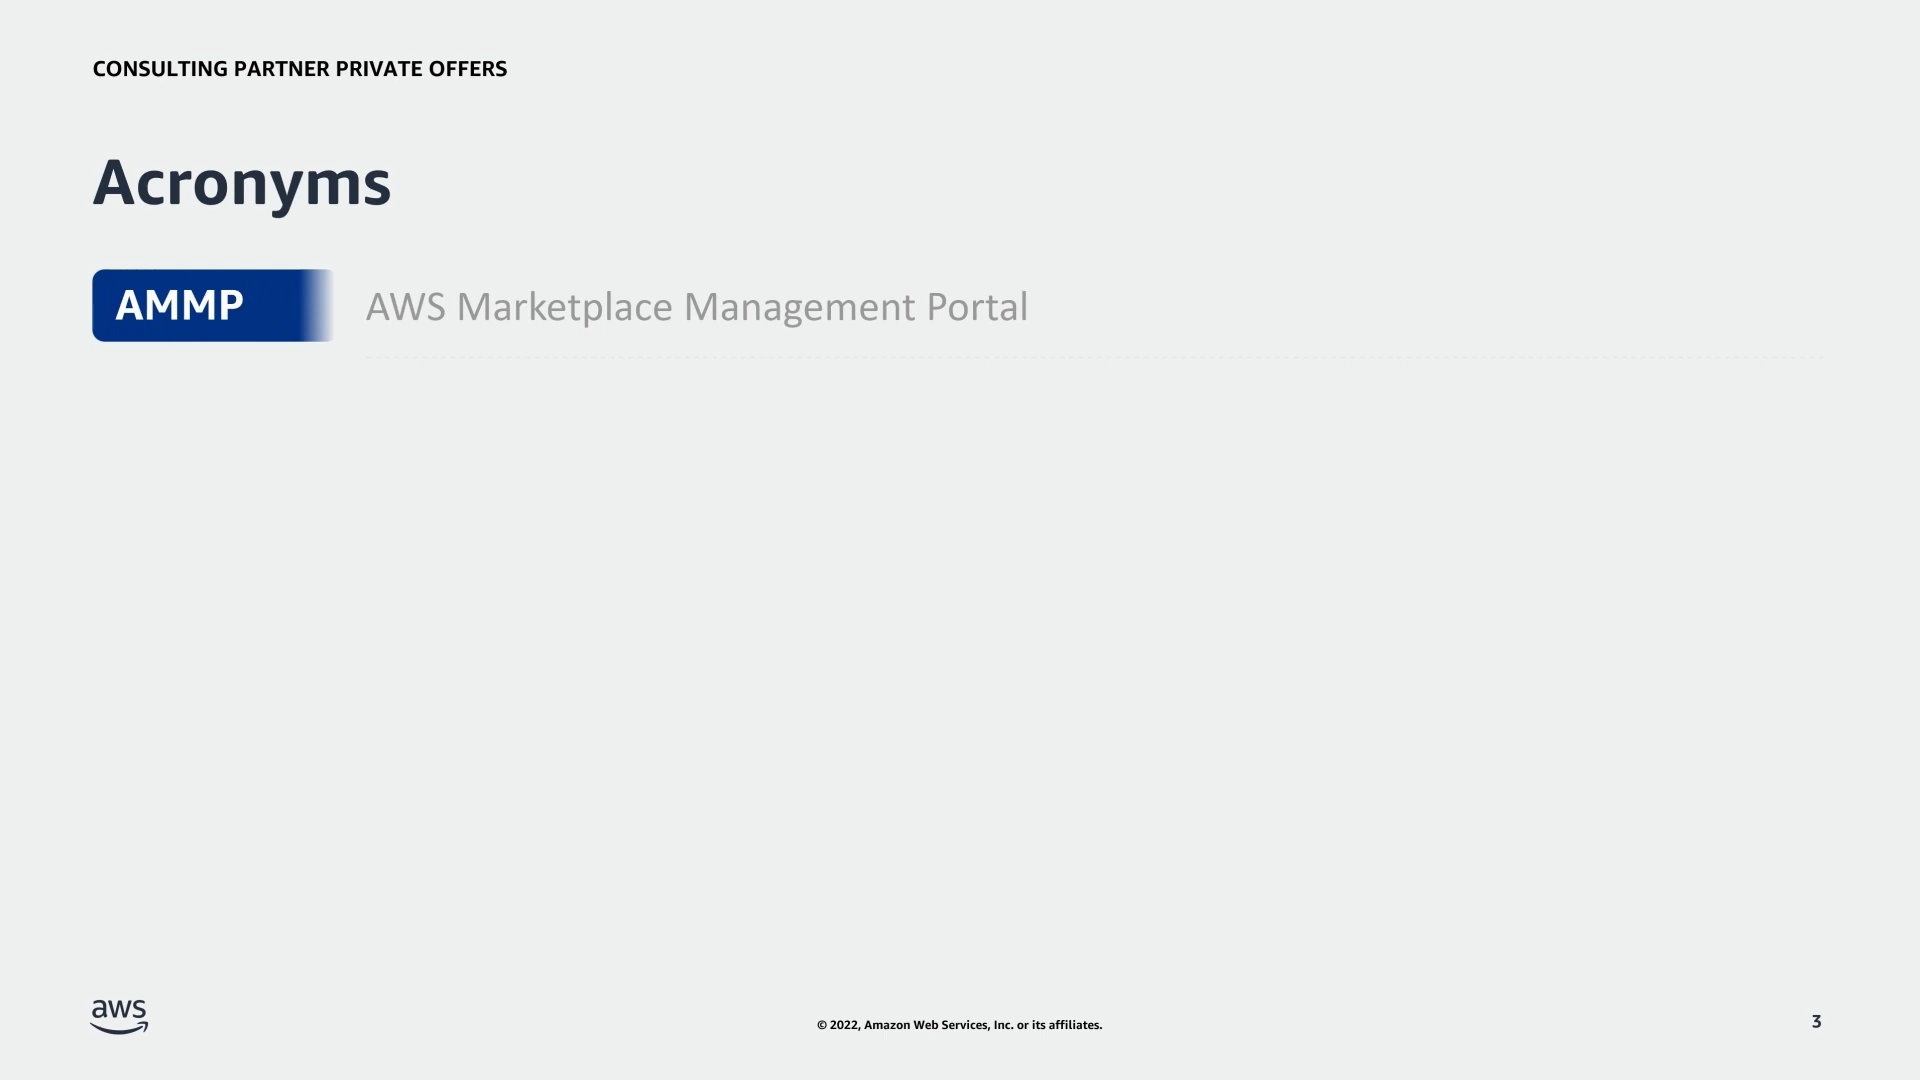 CONSULTING PARTNER PRIVATE OFFERS
Acronyms
AMMP AWS Marketplace Management Portal
aws
© 2022, Amazon Web Services, Inc. or its affiliates.
3